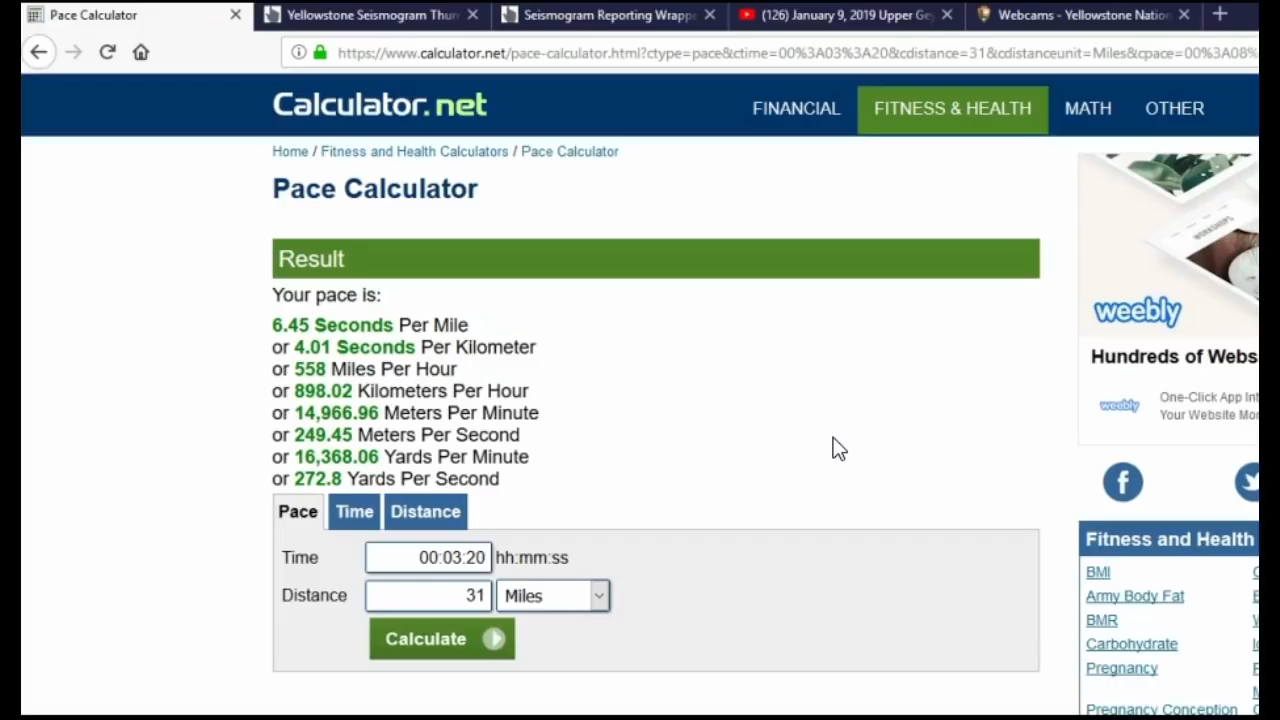 Pace Calculator
Yellowstone Seismogram Thur
Seismogram Reporting Wrappe
(126) January 9, 2019 Upper Ge
Webcams - Yellowstone Nation
https://www.calculator.net/pace-calculator.html?ctype=pace&ctime=00%3A03%3A20&cdistance=31&cdistanceunit=Miles&cpace=00%3A08%
Calculator.net
FINANCIAL
FITNESS & HEALTH
MATH
OTHER
Home / Fitness and Health Calculators / Pace Calculator
Pace Calculator
Result
Your pace is:
6.45 Seconds Per Mile
or 4.01 Seconds Per Kilometer
or 558 Miles Per Hour
or 898.02 Kilometers Per Hour
or 14,966.96 Meters Per Minute
or 249.45 Meters Per Second
or 16,368.06 Yards Per Minute
or 272.8 Yards Per Second
Pace Time Distance
Time 00:03:20 hh:mm:ss
Distance 31 Miles
Calculate
WORKSHOPS
weebly
Hundreds of Webs
weebly
One-Click App Int
Your Website Mor
Fitness and Health
BMI
Army Body Fat
BMR
Carbohydrate
Pregnancy
Pregnancy Conception